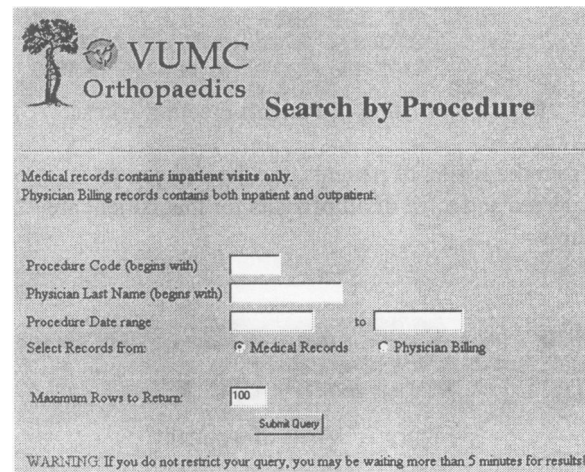 VUMC
Orthopaedics
Search by Procedure
Medical records contains inpatient visits only.
Physician Billing records contains both inpatient and outpatient.
Procedure Code (begins with)
Physician Last Name (begins with)
Procedure Date range to
Select Records from: Medical Records Physician Billing
Maximum Rows to Return: 100
Submit Query
WARNING. If you do not restrict your query, you may be waiting more than 5 minutes for results